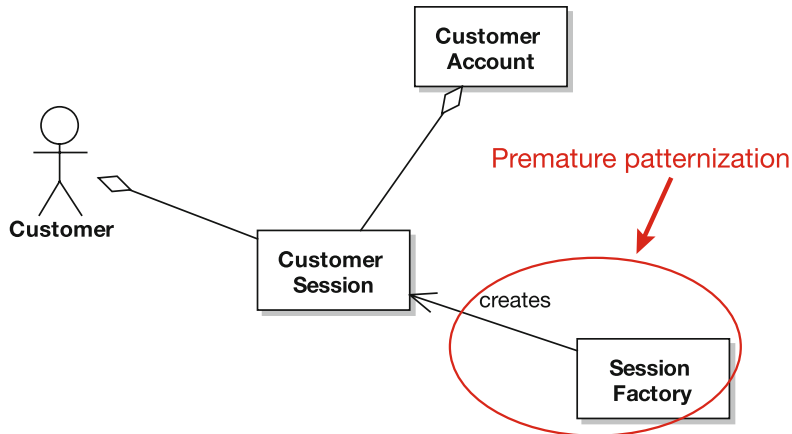 Customer
Account
Premature patternization
Customer
Customer
Session
creates
Session
Factory